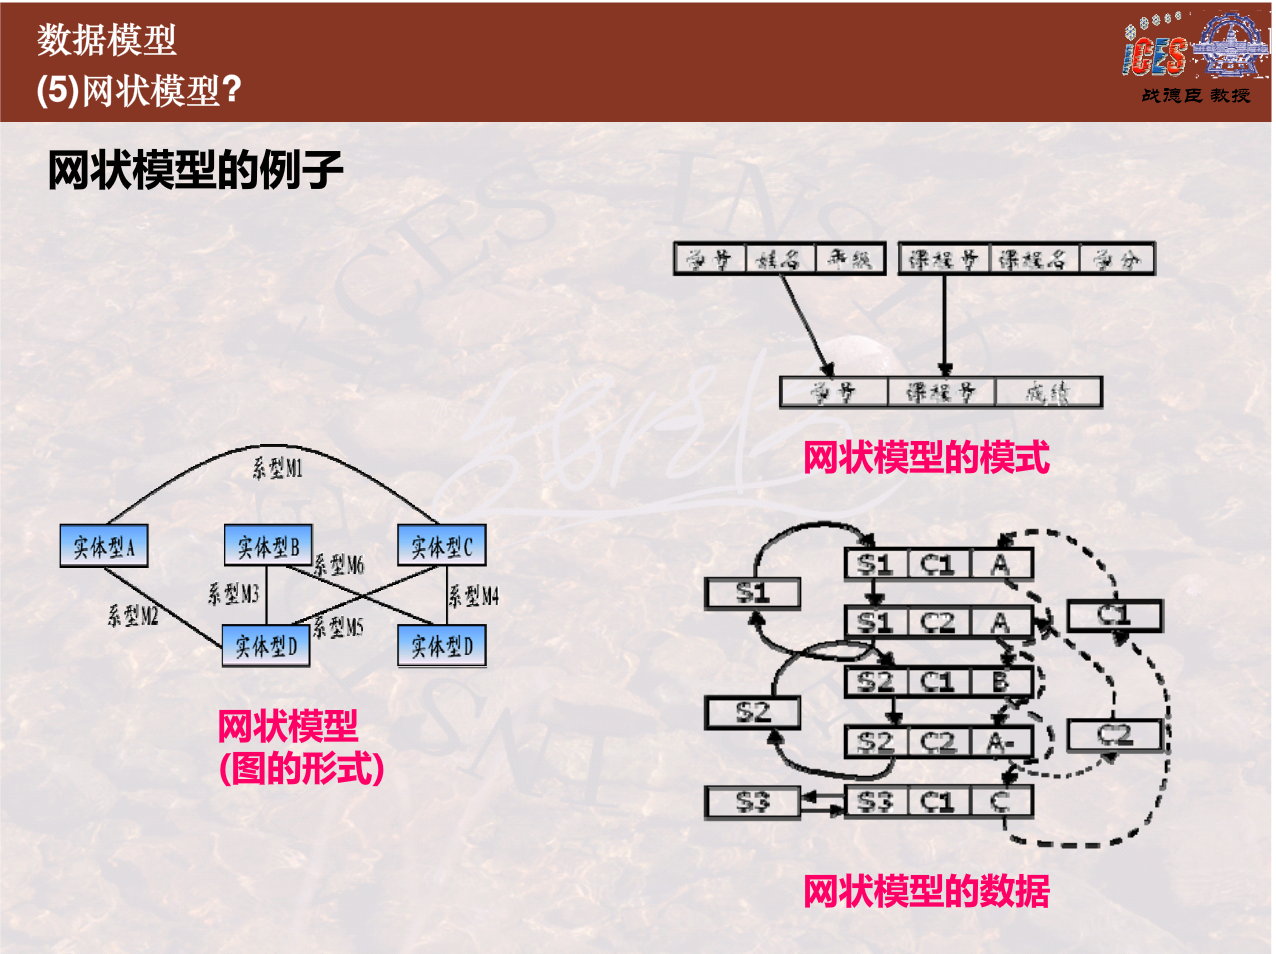 数据模型
(5)网状模型?
ICES
战德臣 教授
网状模型的例子
学号 姓名 年级
课程号 课程名 学分
学号 课程号 成绩
网状模型的模式
系型M1
实体型A
实体型B
实体型C
系型M6
系型M3
系型M4
系型M2
系型M5
实体型D
实体型D
网状模型
(图的形式)
S1 C1 A
S1
C1
S1 C2 A
S2 C1 B
S2
C2
S2 C2 A-
S3
S3 C1 C
网状模型的数据